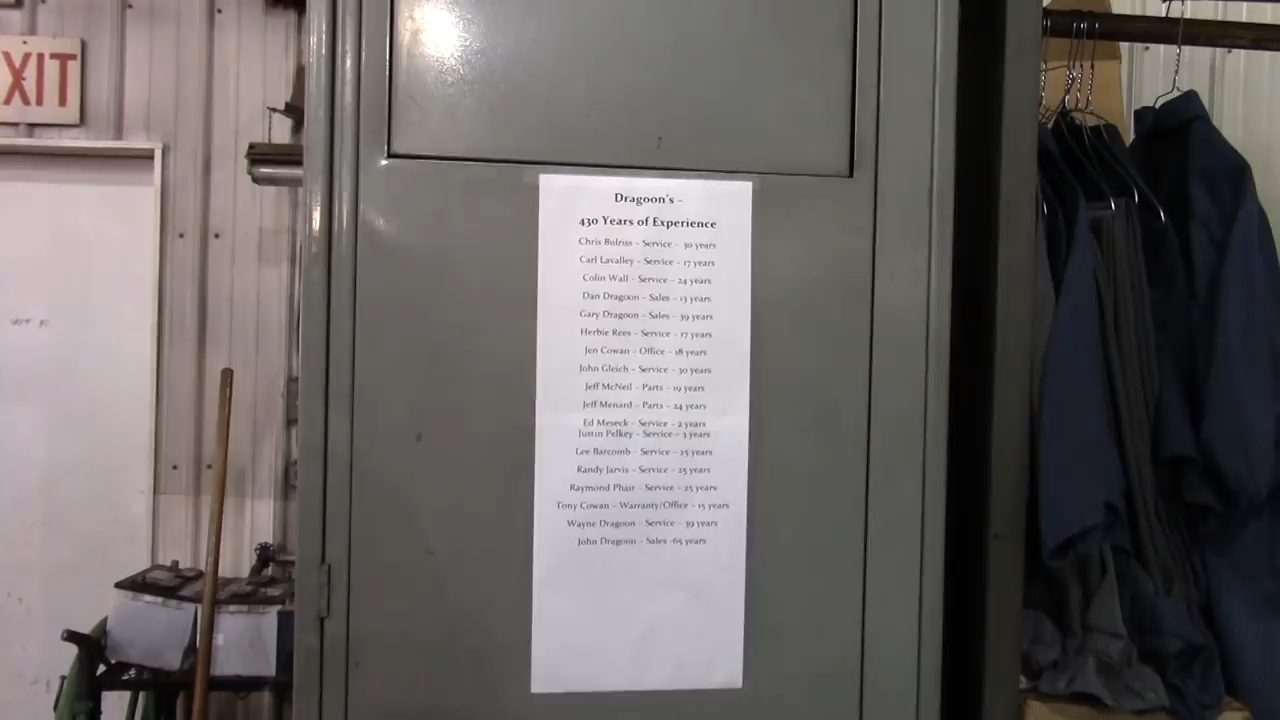 XIT
Dragoon's –
430 Years of Experience
Chris Bulriss – Service - 30 years
Carl Lavalley – Service – 17 years
Colin Wall – Service – 24 years
Dan Dragoon – Sales – 13 years
Gary Dragoon – Sales – 39 years
Herbie Rees – Service – 17 years
Jen Cowan – Office – 18 years
John Gleich – Service – 30 years
Jeff McNeil – Parts – 19 years
Jeff Menard – Parts – 24 years
Ed Meseck – Service – 2 years
Justin Pelkey – Service – 3 years
Lee Barcomb – Service – 25 years
Randy Jarvis – Service – 25 years
Raymond Phair – Service – 25 years
Tony Cowan – Warranty/Office – 15 years
Wayne Dragoon – Service – 39 years
John Dragoon – Sales -65 years